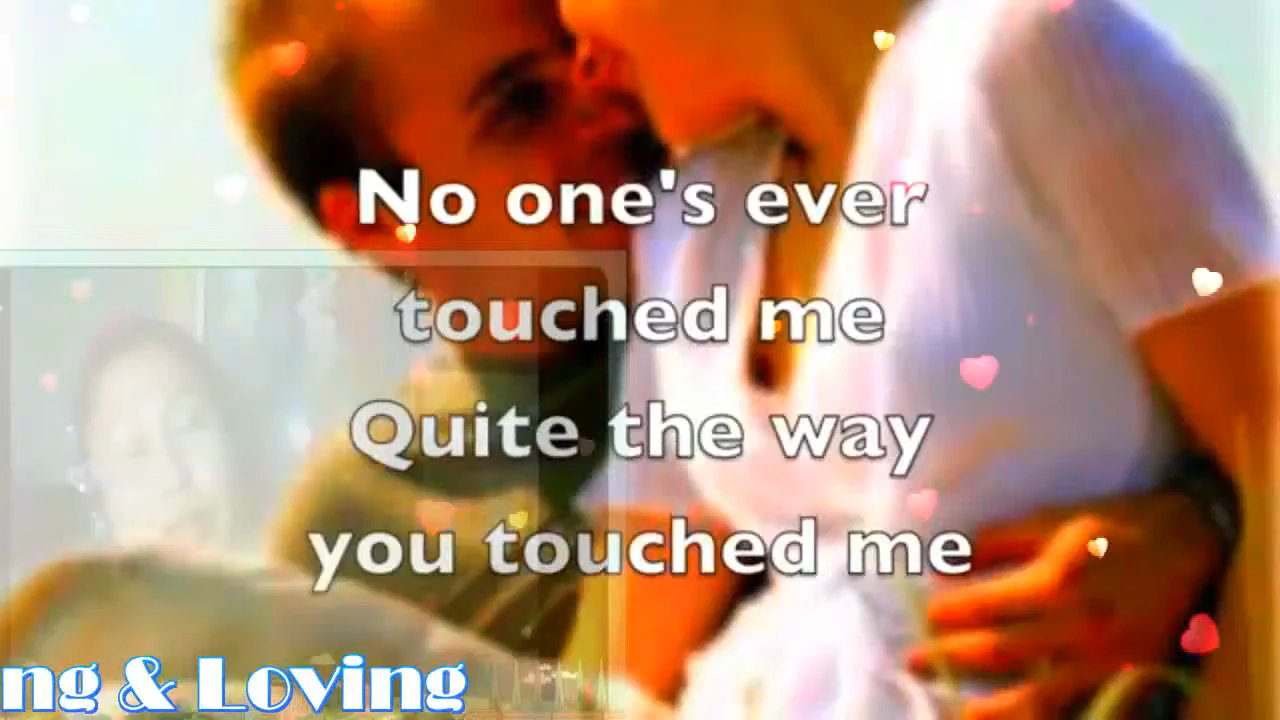 No one's ever
touched me
Quite the way
you touched me
ng & Loving